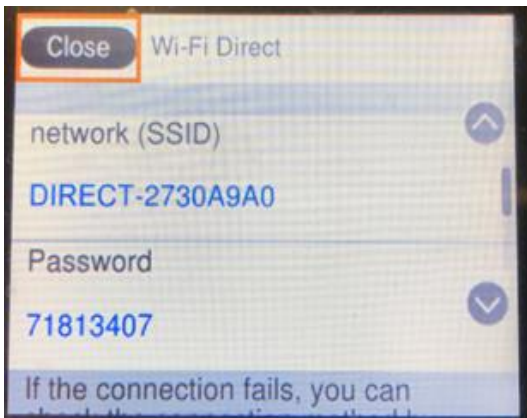 Close Wi-Fi Direct
network (SSID)
DIRECT-2730A9A0
Password
71813407
If the connection fails, you can